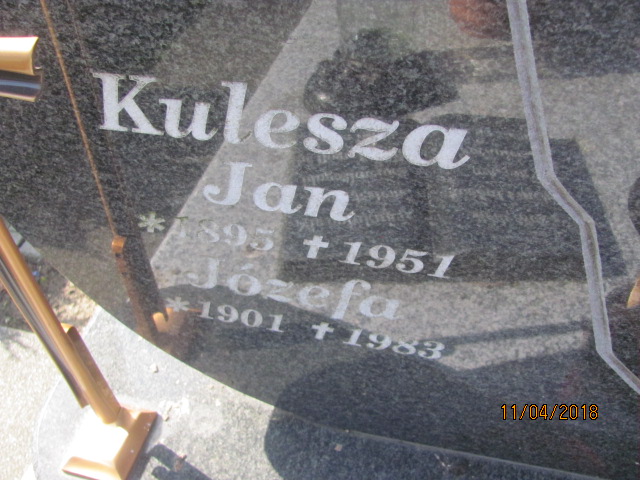 Kulesza
Jan
* 1895 ✝ 1951
Józefa
* 1901 ✝ 1983
11/04/2018